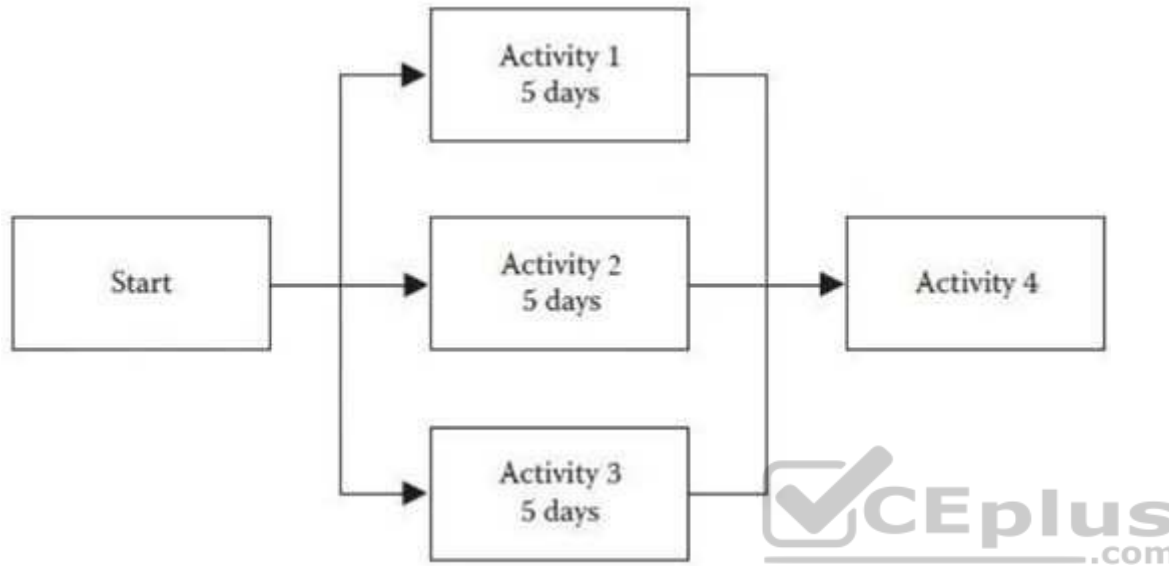 Activity 1
5 days
Start
Activity 2
5 days
Activity 4
Activity 3
5 days
CEplus
.com